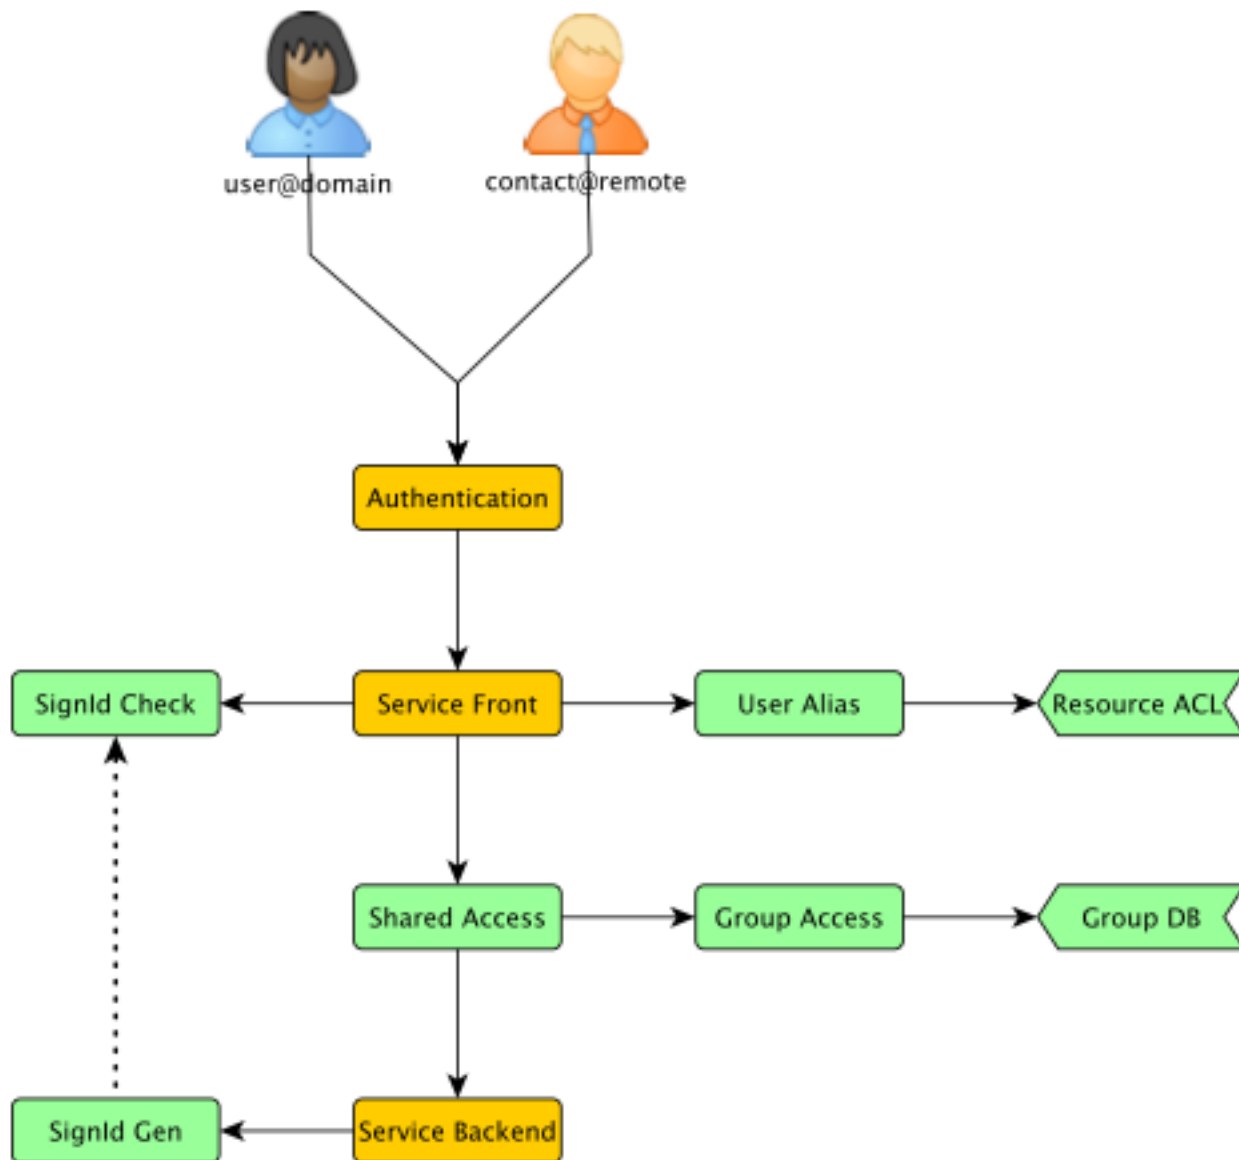 user@domain
contact@remote
Authentication
SignId Check
Service Front
User Alias
Resource ACL
Shared Access
Group Access
Group DB
SignId Gen
Service Backend